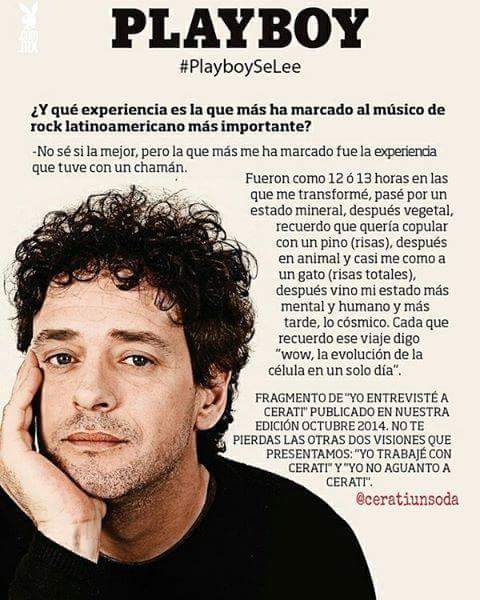 PLAYBOY
#PlayboySeLee
¿Y qué experiencia es la que más ha marcado al músico de
rock latinoamericano más importante?
-No sé si la mejor, pero la que más me ha marcado fue la experiencia
que tuve con un chamán.
Fueron como 12 ó 13 horas en las
que me transformé, pasé por un
estado mineral, después vegetal,
recuerdo que quería copular
con un pino (risas), después
en animal y casi me como a
un gato (risas totales),
después vino mi estado más
mental y humano y más
tarde, lo cósmico. Cada que
recuerdo ese viaje digo
"wow, la evolución de la
célula en un solo día".
FRAGMENTO DE "YO ENTREVISTÉ A
CERATI" PUBLICADO EN NUESTRA
EDICIÓN OCTUBRE 2014. NO TE
PIERDAS LAS OTRAS DOS VISIONES QUE
PRESENTAMOS: "YO TRABAJÉ CON
CERATI" Y "YO NO AGUANTO A
CERATI".
@ceratiunsoda